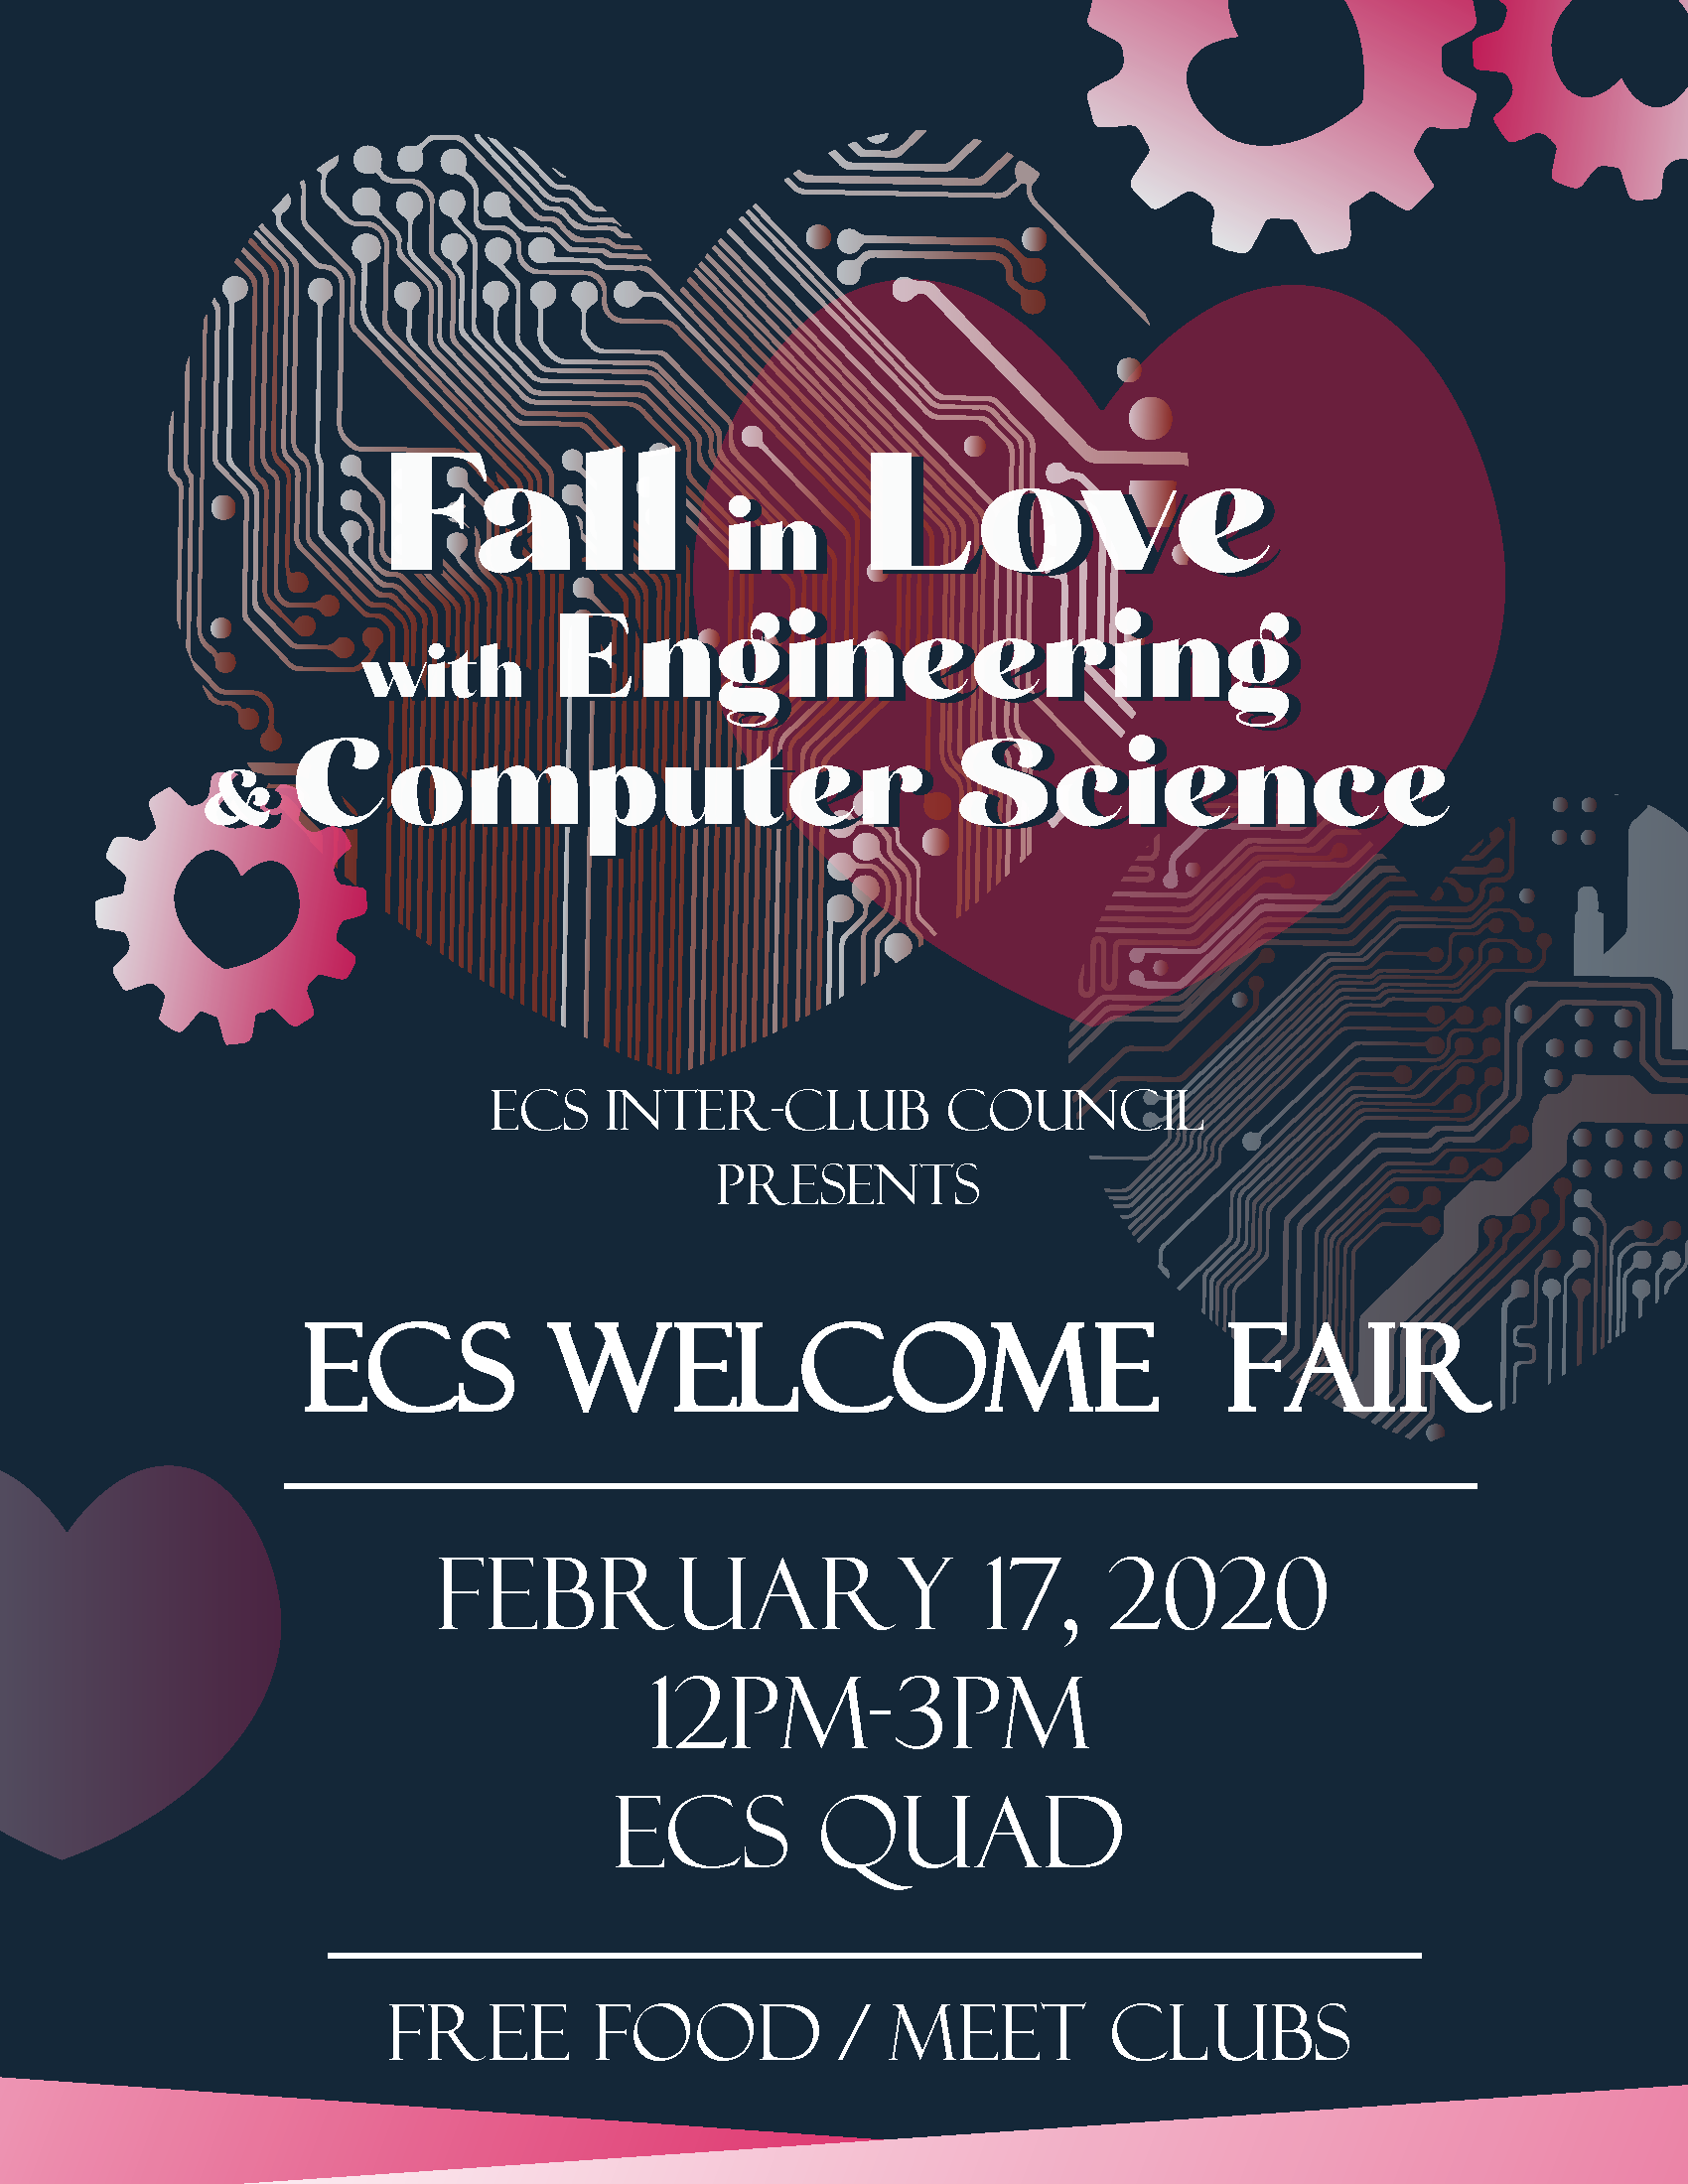 Fall in Love
with Engineering
& Computer Science
ECS INTER-CLUB COUNCIL
PRESENTS
ECS WELCOME FAIR
FEBRUARY 17, 2020
12PM-3PM
ECS QUAD
FREE FOOD / MEET CLUBS